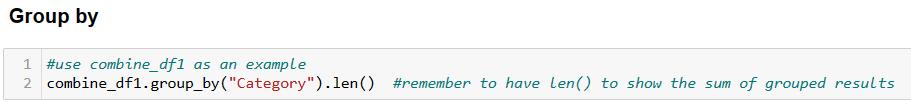 Group by
1 #use combine_df1 as an example
2 combine_df1.group_by("Category").len()  #remember to have len() to show the sum of grouped results